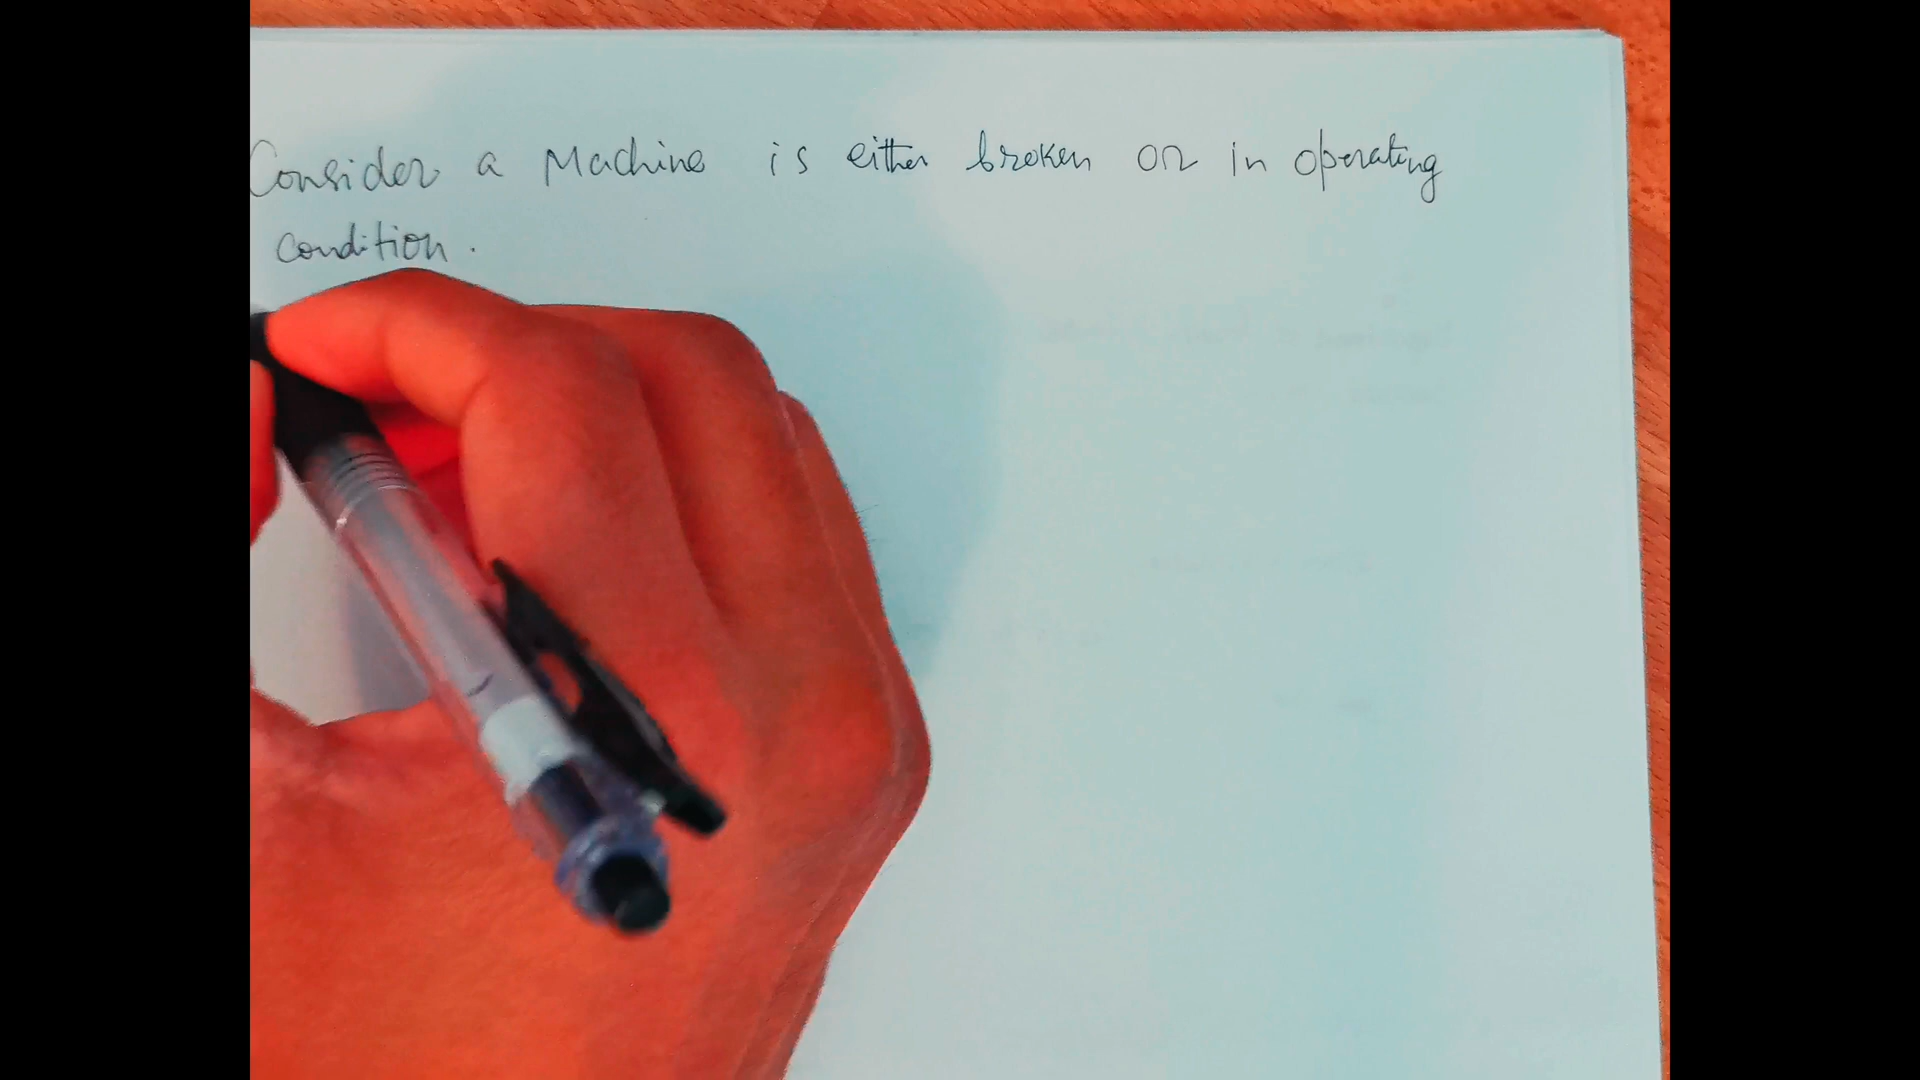 Consider a Machine is either broken or in operating
condition.